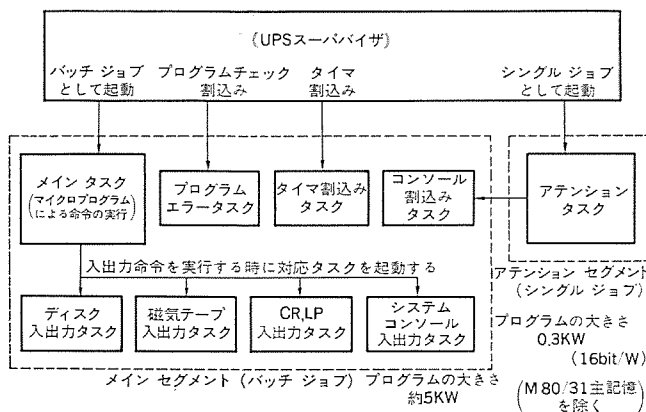 (UPSスーパバイザ)
バッチ ジョブ
として起動
プログラムチェック
割込み
タイマ
割込み
シングル ジョブ
として起動
メイン タスク
(マイクロプログラム
による命令の実行)
プログラム
エラータスク
タイマ割込み
タスク
コンソール
割込み
タスク
アテンション
タスク
入出力命令を実行する時に対応タスクを起動する
ディスク
入出力タスク
磁気テープ
入出力タスク
CR,LP
入出力タスク
システム
コンソール
入出力タスク
アテンション セグメント
(シングル ジョブ)
プログラムの大きさ
0.3KW
(16bit/W)
(M 80/31主記憶
を除く)
メイン セグメント (バッチ ジョブ) プログラムの大きさ
約5KW